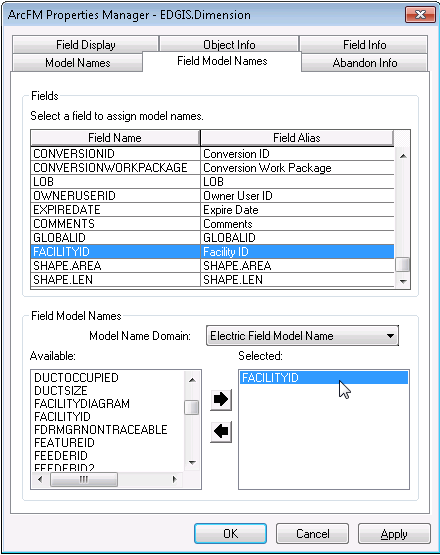 ArcFM Properties Manager - EDGIS.Dimension
Field Display Object Info Field Info
Model Names Field Model Names Abandon Info
Fields
Select a field to assign model names.
Field Name Field Alias
CONVERSIONID Conversion ID
CONVERSIONWORKPACKAGE Conversion Work Package
LOB LOB
OWNERUSERID Owner User ID
EXPIREDATE Expire Date
COMMENTS Comments
GLOBALID GLOBALID
FACILITYID Facility ID
SHAPE.AREA SHAPE.AREA
SHAPE.LEN SHAPE.LEN
Field Model Names
Model Name Domain: Electric Field Model Name
Available: Selected:
DUCTOCCUPIED FACILITYID
DUCTSIZE
FACILITYDIAGRAM
FACILITYID
FDRMGRNONTRACEABLE
FEATUREID
FEEDERID
FEEDERID2
OK Cancel Apply